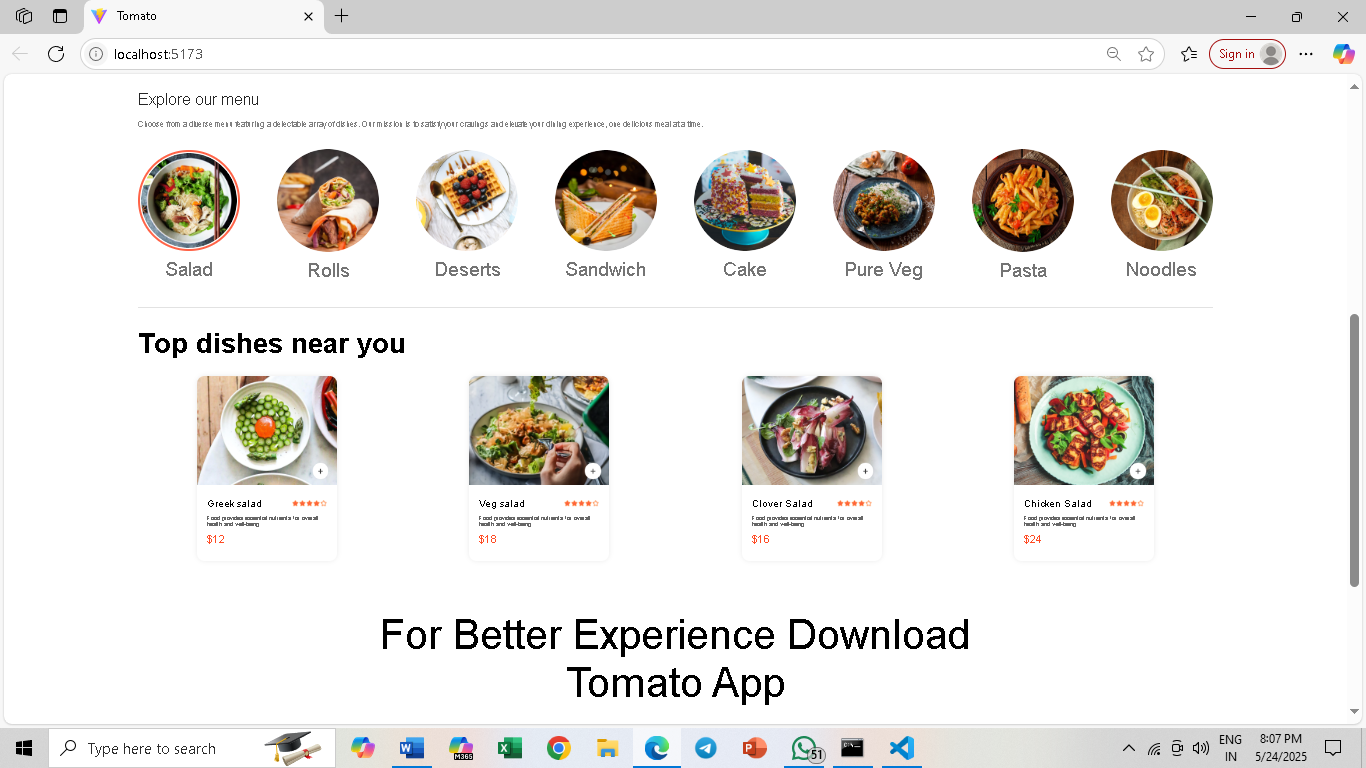 Tomato
localhost:5173
Sign in
Explore our menu
Choose from a diverse menu featuring a delectable array of dishes. Our mission is to satisfy your cravings and elevate your dining experience, one delicious meal at a time.
Salad Rolls Deserts Sandwich Cake Pure Veg Pasta Noodles
Top dishes near you
Greek salad Veg salad Clover Salad Chicken Salad
Food provides essential nutrients for overall Food provides essential nutrients for overall Food provides essential nutrients for overall Food provides essential nutrients for overall
health and well-being health and well-being health and well-being health and well-being
$12 $18 $16 $24
For Better Experience Download
Tomato App
Type here to search
M365
51
ENG
IN
8:07 PM
5/24/2025